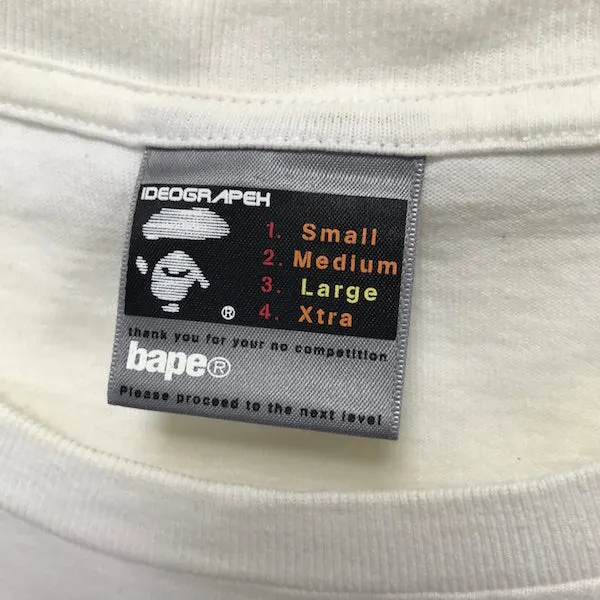 IDEOGRAPEH
1. Small
2. Medium
3. Large
4. Xtra
®
thank you for your no competition
bape®
Please proceed to the next level